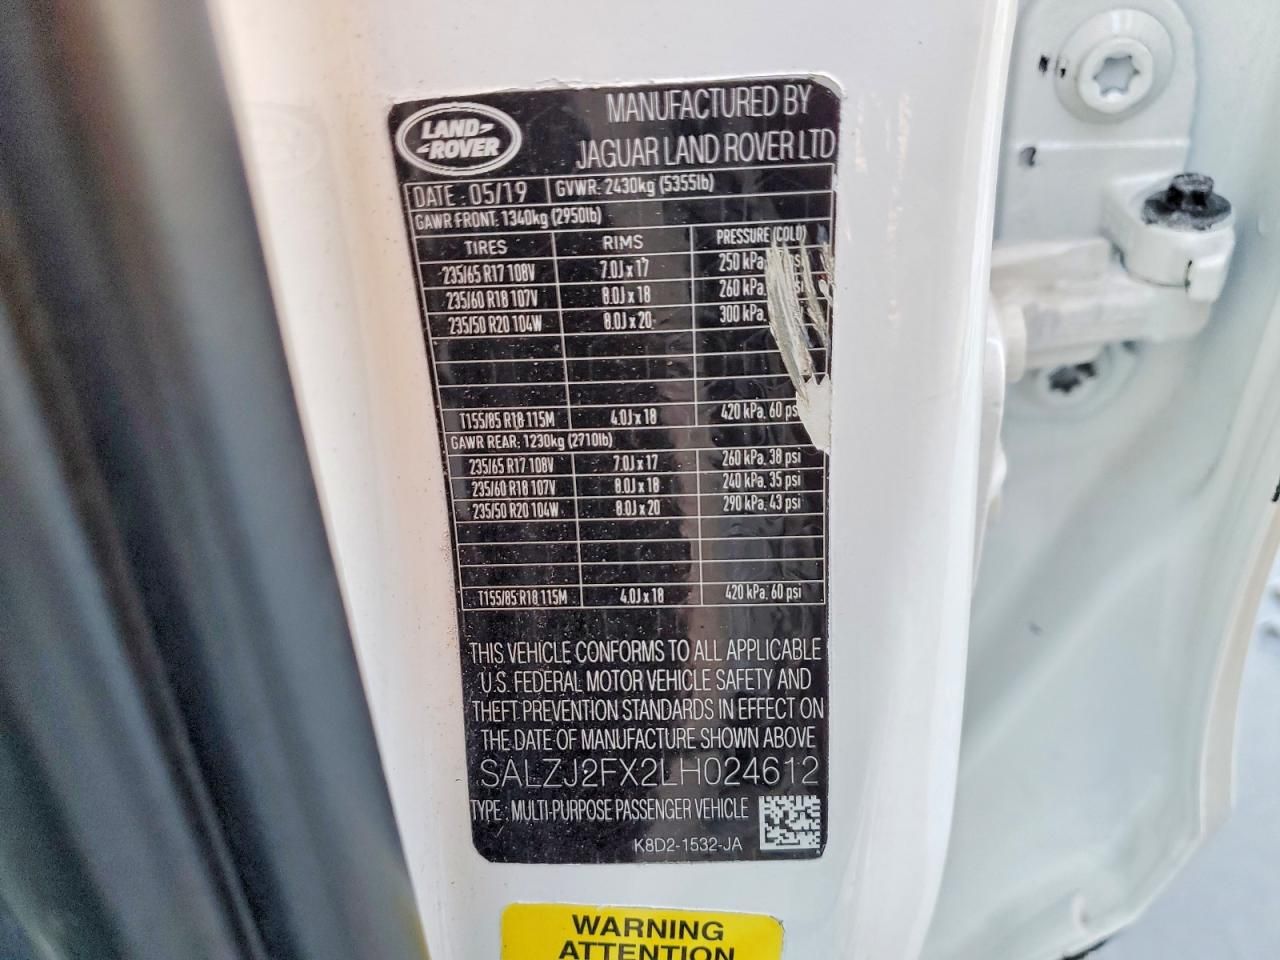 LAND ROVER
MANUFACTURED BY
JAGUAR LAND ROVER LTD
DATE : 05/19 GVWR: 2430kg (5355lb)
GAWR FRONT: 1340kg (2950lb)
TIRES RIMS PRESSURE (COLD)
235/65 R17 108V 7.0J x 17 250 kPa, psi
235/60 R18 107V 8.0J x 18 260 kPa,
235/50 R20 104W 8.0J x 20 300 kPa,
T155/85 R18 115M 4.0J x 18 420 kPa, 60 psi
GAWR REAR: 1230kg (2710lb)
235/65 R17 108V 7.0J x 17 260 kPa, 38 psi
235/60 R18 107V 8.0J x 18 240 kPa, 35 psi
235/50 R20 104W 8.0J x 20 290 kPa, 43 psi
T155/85 R18 115M 4.0J x 18 420 kPa, 60 psi
THIS VEHICLE CONFORMS TO ALL APPLICABLE
U.S. FEDERAL MOTOR VEHICLE SAFETY AND
THEFT PREVENTION STANDARDS IN EFFECT ON
THE DATE OF MANUFACTURE SHOWN ABOVE
SALZJ2FX2LH024612
TYPE : MULTI-PURPOSE PASSENGER VEHICLE
K8D2-1532-JA
WARNING
ATTENTION